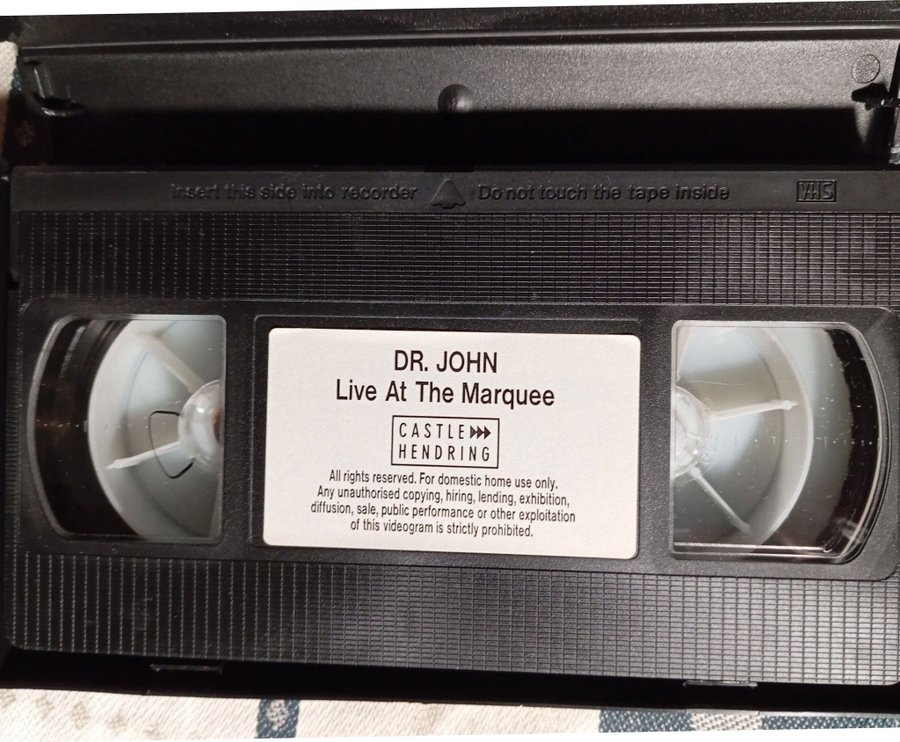 Insert this side into recorder Do not touch the tape inside VHS
DR. JOHN
Live At The Marquee
CASTLE
HENDRING
All rights reserved. For domestic home use only.
Any unauthorised copying, hiring, lending, exhibition,
diffusion, sale, public performance or other exploitation
of this videogram is strictly prohibited.